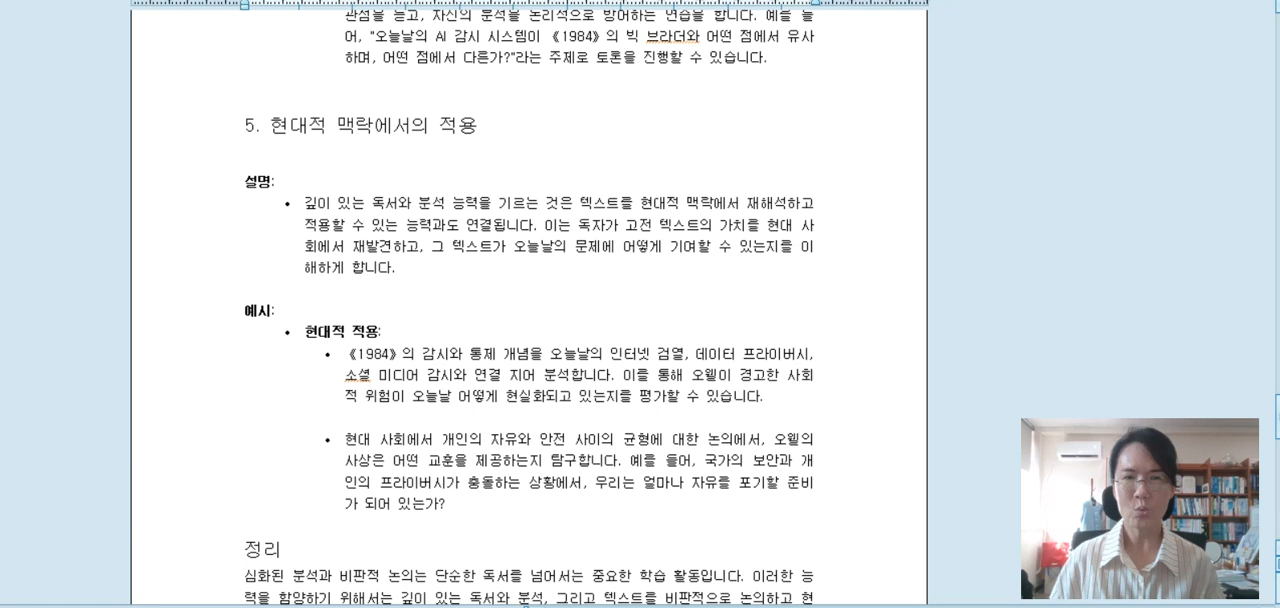 관점을 듣고, 자신의 분석을 논리적으로 방어하는 연습을 합니다. 예를 들
어, "오늘날의 AI 감시 시스템이 《1984》의 빅 브라더와 어떤 점에서 유사
하며, 어떤 점에서 다른가?"라는 주제로 토론을 진행할 수 있습니다.
5. 현대적 맥락에서의 적용
설명:
• 깊이 있는 독서와 분석 능력을 기르는 것은 텍스트를 현대적 맥락에서 재해석하고
적용할 수 있는 능력과도 연결됩니다. 이는 독자가 고전 텍스트의 가치를 현대 사
회에서 재발견하고, 그 텍스트가 오늘날의 문제에 어떻게 기여할 수 있는지를 이
해하게 합니다.
예시:
• 현대적 적용:
• 《1984》의 감시와 통제 개념을 오늘날의 인터넷 검열, 데이터 프라이버시,
소셜 미디어 감시와 연결 지어 분석합니다. 이를 통해 오웰이 경고한 사회
적 위험이 오늘날 어떻게 현실화되고 있는지를 평가할 수 있습니다.
• 현대 사회에서 개인의 자유와 안전 사이의 균형에 대한 논의에서, 오웰의
사상은 어떤 교훈을 제공하는지 탐구합니다. 예를 들어, 국가의 보안과 개
인의 프라이버시가 충돌하는 상황에서, 우리는 얼마나 자유를 포기할 준비
가 되어 있는가?
정리
심화된 분석과 비판적 논의는 단순한 독서를 넘어서는 중요한 학습 활동입니다. 이러한 능
력을 함양하기 위해서는 깊이 있는 독서와 분석, 그리고 텍스트를 비판적으로 논의하고 현